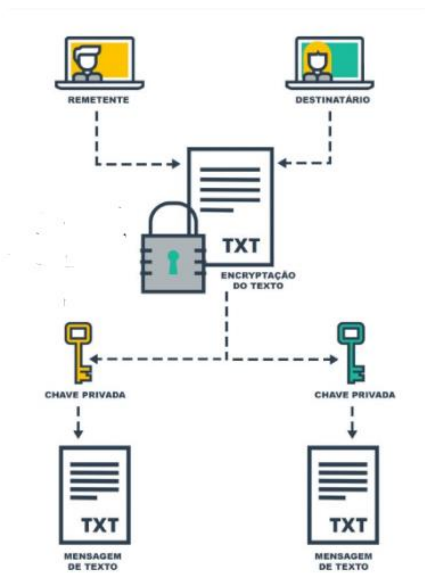 REMETENTE
DESTINATÁRIO
TXT
ENCRYPTAÇÃO
DO TEXTO
CHAVE PRIVADA
CHAVE PRIVADA
TXT
TXT
MENSAGEM
DE TEXTO
MENSAGEM
DE TEXTO